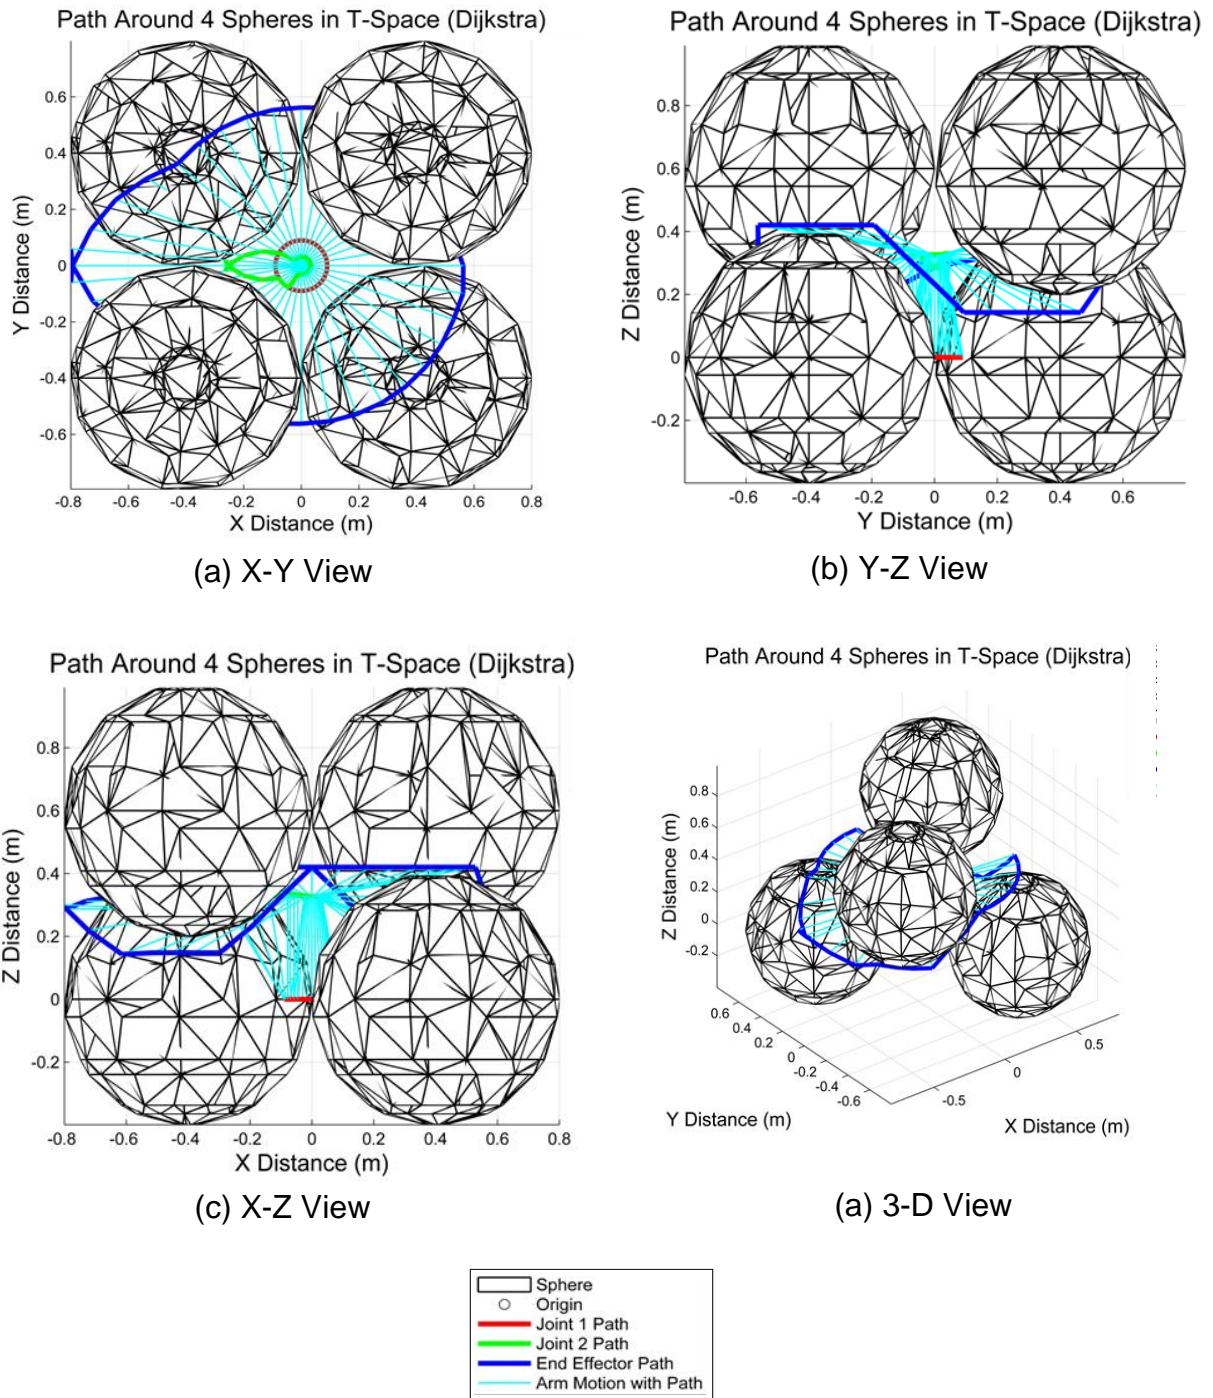 Path Around 4 Spheres in T-Space (Dijkstra)
Y Distance (m)
0.6
0.4
0.2
0
-0.2
-0.4
-0.6
-0.8 -0.6 -0.4 -0.2 0 0.2 0.4 0.6 0.8
X Distance (m)
(a) X-Y View
Path Around 4 Spheres in T-Space (Dijkstra)
Z Distance (m)
0.8
0.6
0.4
0.2
0
-0.2
-0.6 -0.4 -0.2 0 0.2 0.4 0.6
Y Distance (m)
(b) Y-Z View
Path Around 4 Spheres in T-Space (Dijkstra)
Z Distance (m)
0.8
0.6
0.4
0.2
0
-0.2
-0.8 -0.6 -0.4 -0.2 0 0.2 0.4 0.6 0.8
X Distance (m)
(c) X-Z View
Path Around 4 Spheres in T-Space (Dijkstra)
Z Distance (m)
0.8
0.6
0.4
0.2
0
-0.2
0.6
0.4
0.2
0
-0.2
-0.4
-0.6
-0.5
0
0.5
Y Distance (m)
X Distance (m)
(a) 3-D View
Sphere
Origin
Joint 1 Path
Joint 2 Path
End Effector Path
Arm Motion with Path